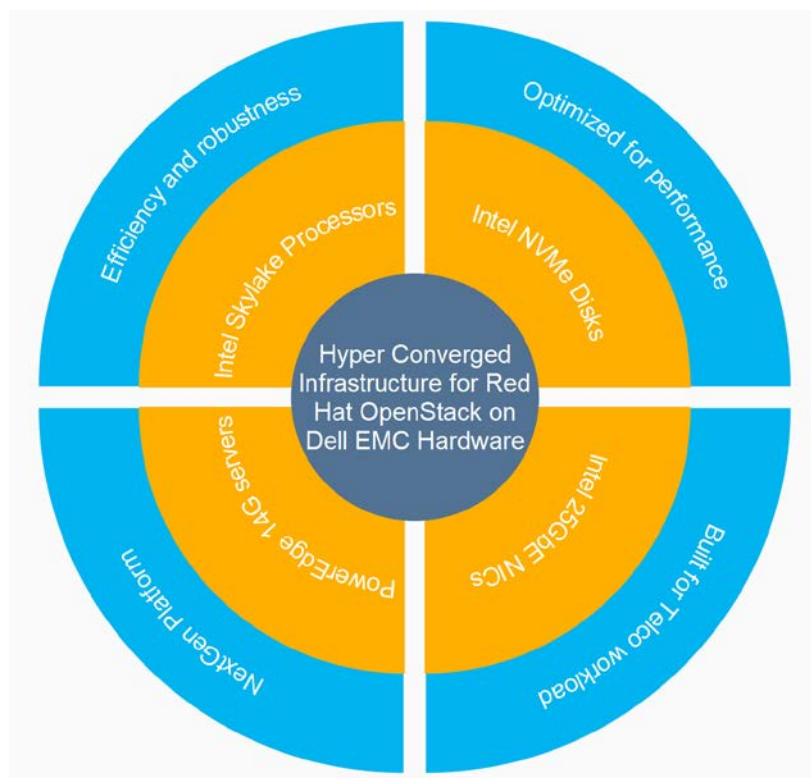 Efficiency and robustness
Optimized for performance
Intel Skylake Processors
Intel NVMe Disks
Hyper Converged
Infrastructure for Red
Hat OpenStack on
Dell EMC Hardware
PowerEdge 14G servers
Intel 25GbE NICs
NextGen Platform
Built for Telco workload